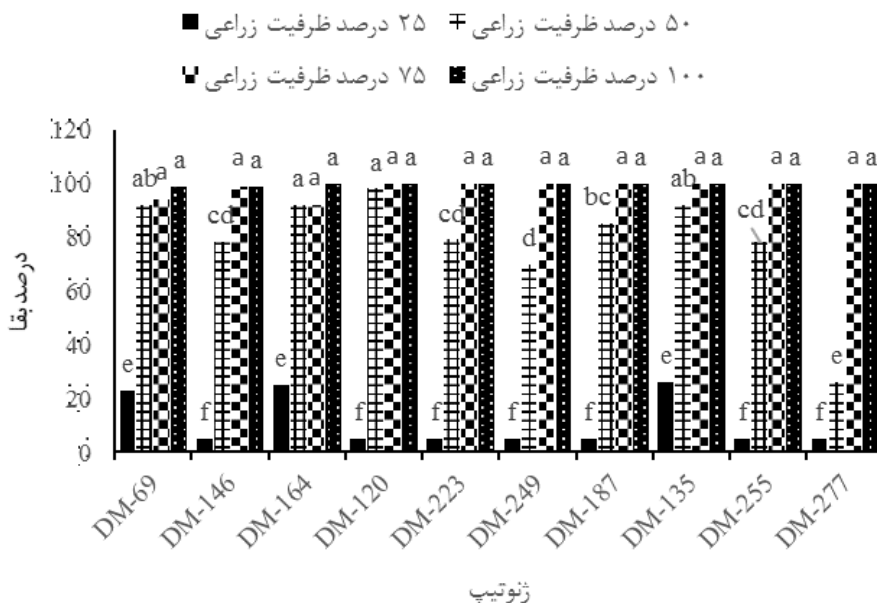 ۲۵ درصد ظرفیت زراعی ۵۰ درصد ظرفیت زراعی
۷۵ درصد ظرفیت زراعی ۱۰۰ درصد ظرفیت زراعی
درصد بقا
120
100
80
60
40
20
0
e ab a a
f cd a a
e a a a
f a a a
f cd a a
f d a a
f bc a a
e ab a a
f cd a a
f e a a
DM-69 DM-146 DM-164 DM-120 DM-223 DM-249 DM-187 DM-135 DM-255 DM-277
ژنوتیپ